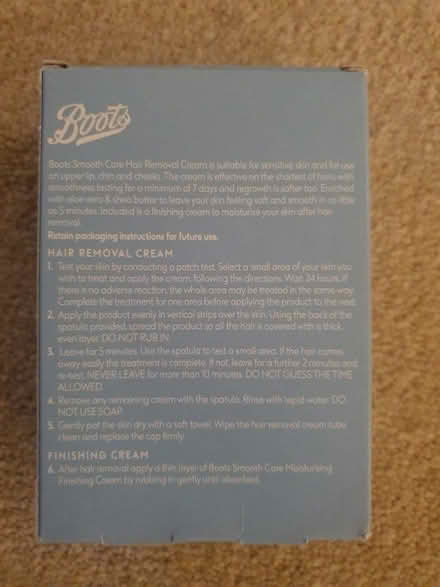 Boots
Boots Smooth Care Hair Removal Cream is suitable for sensitive skin and for use
on upper lip, chin and cheeks. The cream is effective on the shortest of hairs with
smoothness lasting for a minimum of 7 days and regrowth is softer too. Enriched
with aloe vera & shea butter to leave your skin feeling soft and smooth in as little
as 5 minutes. Included is a finishing cream to moisturise your skin after hair
removal.
Retain packaging instructions for future use.
HAIR REMOVAL CREAM
1. Test your skin by conducting a patch test. Select a small area of your skin you
wish to treat and apply the cream following the directions. Wait 24 hours. If
there is no adverse reaction, the whole area may be treated in the same way.
Complete the treatment for one area before applying the product to the next.
2. Apply the product evenly in vertical strips over the skin. Using the back of the
spatula provided, spread the product so all the hair is covered with a thick,
even layer. DO NOT RUB IN.
3. Leave for 5 minutes. Use the spatula to test a small area. If the hair comes
away easily the treatment is complete. If not, leave for a further 2 minutes and
re-test. NEVER LEAVE for more than 10 minutes. DO NOT GUESS THE TIME
ALLOWED.
4. Remove any remaining cream with the spatula. Rinse with tepid water. DO
NOT USE SOAP.
5. Gently pat the skin dry with a soft towel. Wipe the hair removal cream tube
clean and replace the cap firmly.
FINISHING CREAM
6. After hair removal apply a thin layer of Boots Smooth Care Moisturising
Finishing Cream by rubbing in gently until absorbed.